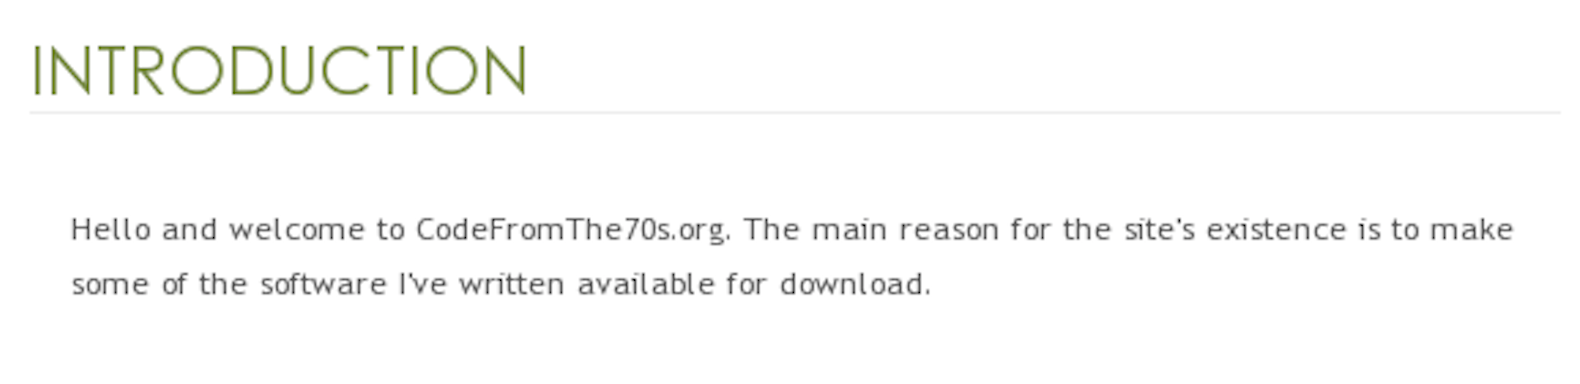 INTRODUCTION
Hello and welcome to CodeFromThe70s.org. The main reason for the site's existence is to make
some of the software I've written available for download.